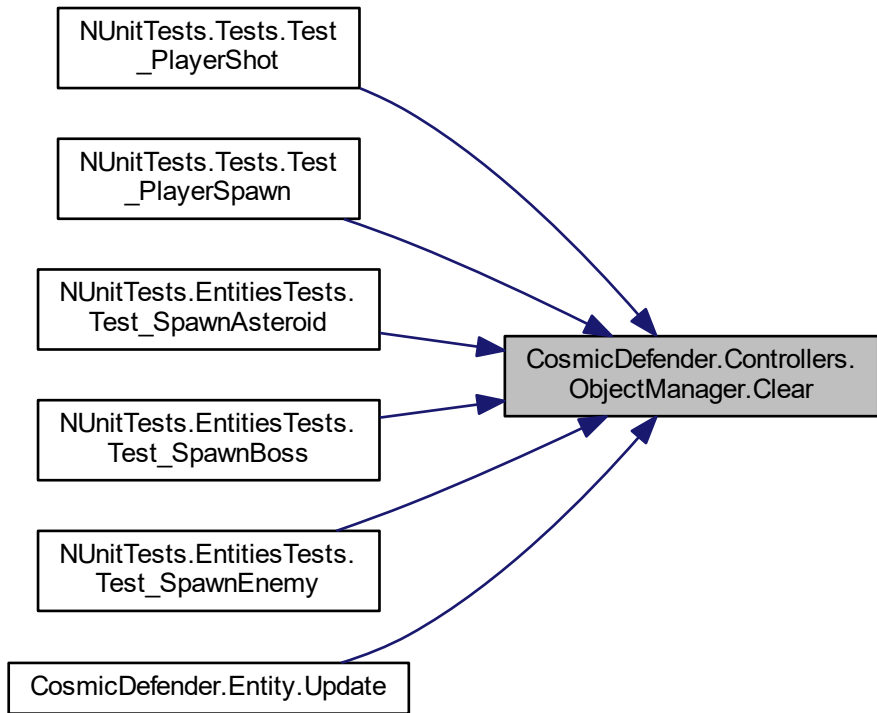 NUnitTests.Tests.Test
_PlayerShot
NUnitTests.Tests.Test
_PlayerSpawn
NUnitTests.EntitiesTests.
Test_SpawnAsteroid
CosmicDefender.Controllers.
ObjectManager.Clear
NUnitTests.EntitiesTests.
Test_SpawnBoss
NUnitTests.EntitiesTests.
Test_SpawnEnemy
CosmicDefender.Entity.Update